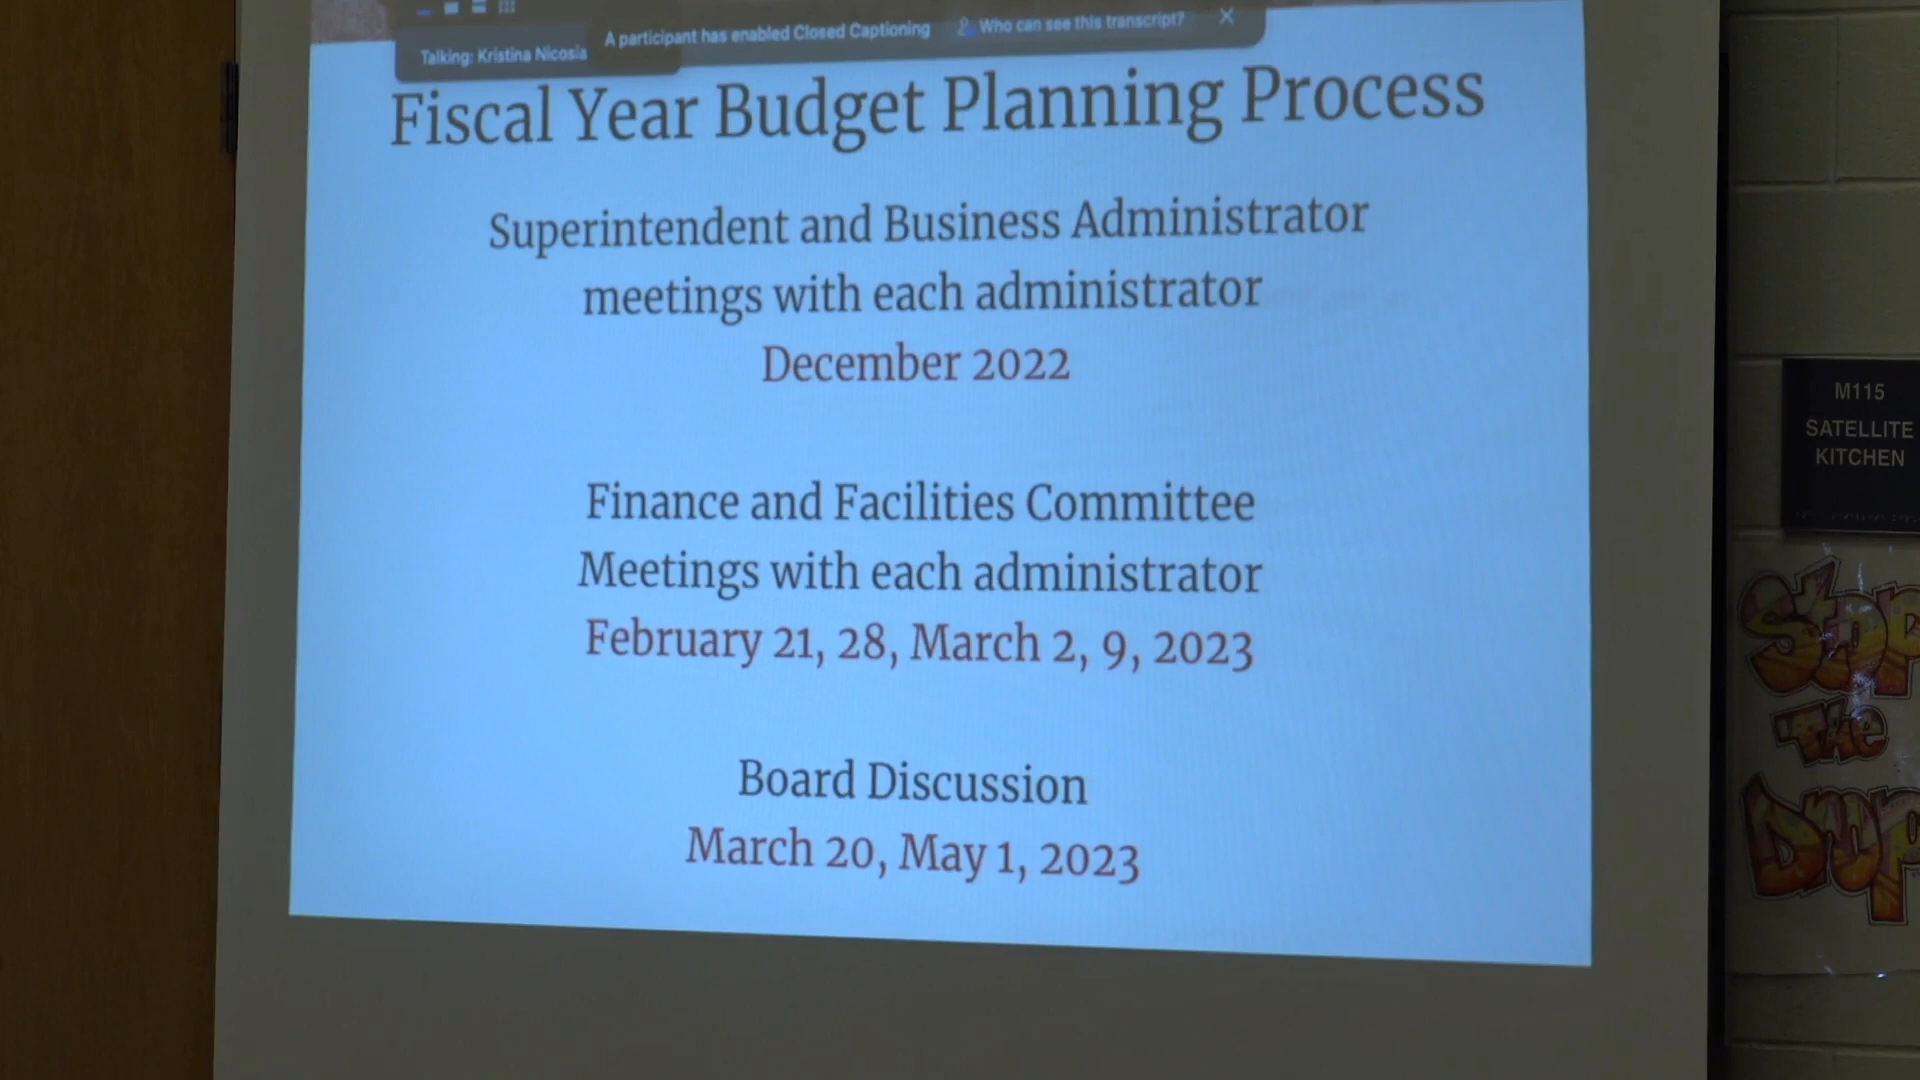 A participant has enabled Closed Captioning Who can see this transcript?
Talking: Kristina Nicosia
Fiscal Year Budget Planning Process
Superintendent and Business Administrator
meetings with each administrator
December 2022
Finance and Facilities Committee
Meetings with each administrator
February 21, 28, March 2, 9, 2023
Board Discussion
March 20, May 1, 2023
M115
SATELLITE
KITCHEN
Stop
The